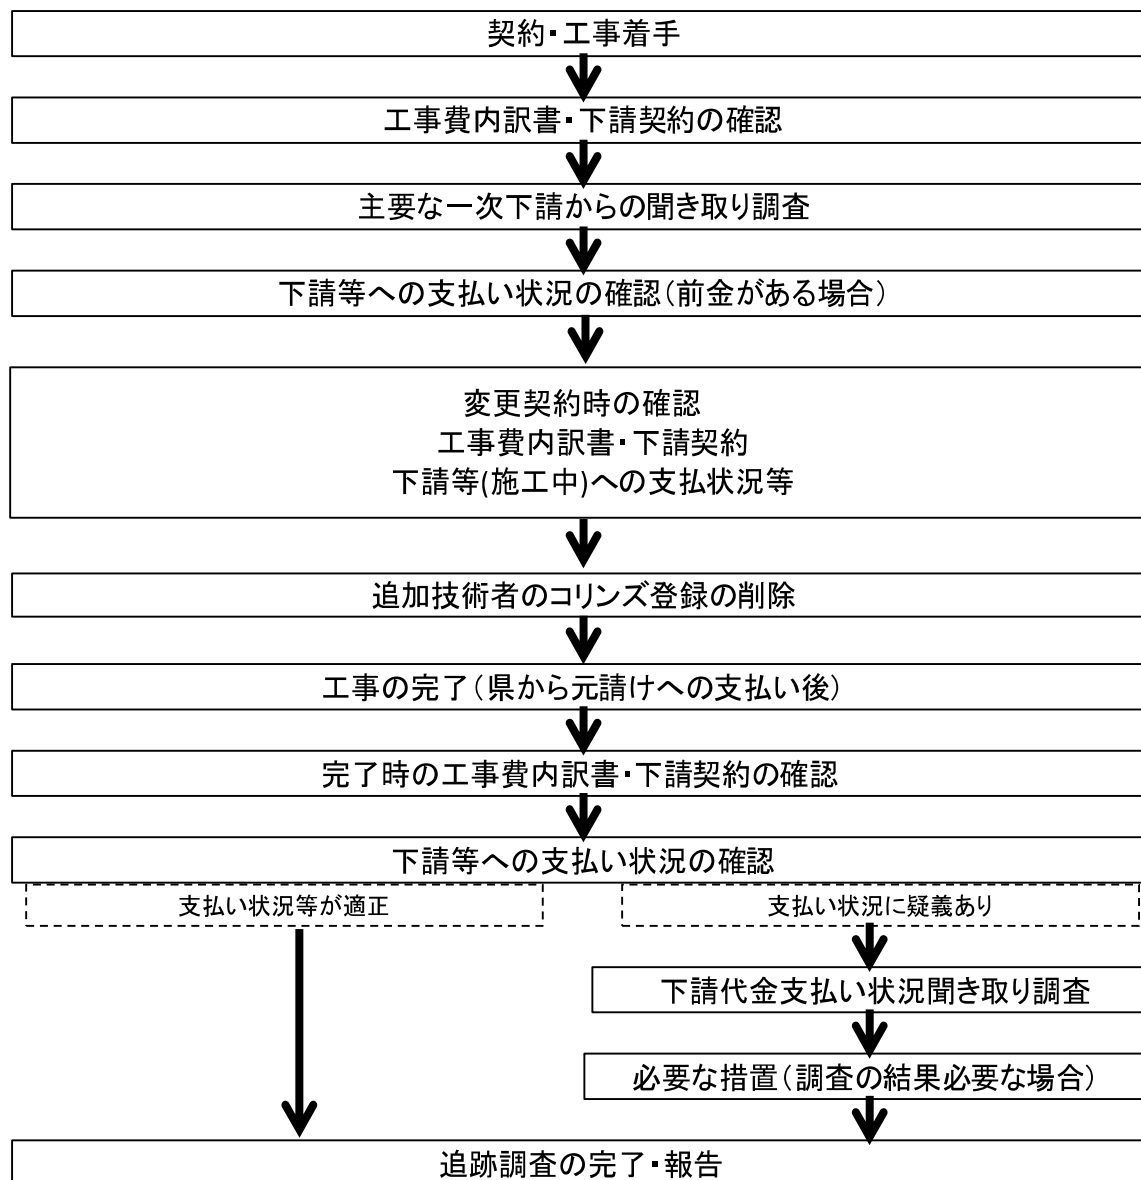 契約・工事着手
工事費内訳書・下請契約の確認
主要な一次下請からの聞き取り調査
下請等への支払い状況の確認（前金がある場合）
変更契約時の確認
工事費内訳書・下請契約
下請等(施工中)への支払状況等
追加技術者のコリンズ登録の削除
工事の完了（県から元請けへの支払い後）
完了時の工事費内訳書・下請契約の確認
下請等への支払い状況の確認
支払い状況等が適正
支払い状況に疑義あり
下請代金支払い状況聞き取り調査
必要な措置（調査の結果必要な場合）
追跡調査の完了・報告